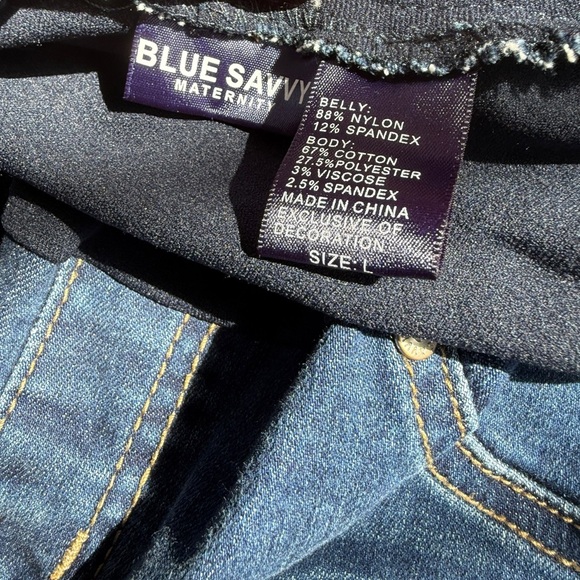 BLUE SAVVY
MATERNITY
BELLY:
88% NYLON
12% SPANDEX
BODY:
67% COTTON
27.5%POLYESTER
3% VISCOSE
2.5% SPANDEX
MADE IN CHINA
EXCLUSIVE OF
DECORATION
SIZE: L